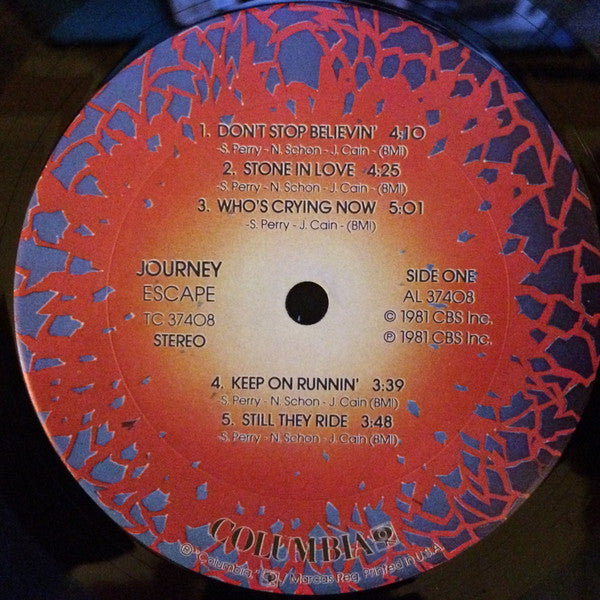 1. DON'T STOP BELIEVIN' 4:10
-S. Perry - N. Schon - J. Cain - (BMI)
2. STONE IN LOVE 4:25
-S. Perry - N. Schon - J. Cain - (BMI)
3. WHO'S CRYING NOW 5:01
-S. Perry - J. Cain - (BMI)
JOURNEY
ESCAPE
TC 37408
STEREO
SIDE ONE
AL 37408
© 1981 CBS Inc.
℗ 1981 CBS Inc.
4. KEEP ON RUNNIN' 3:39
-S. Perry - N. Schon - J. Cain (BMI)
5. STILL THEY RIDE 3:48
-S. Perry - N. Schon - J. Cain (BMI)
COLUMBIA
"Columbia," / Marcas Reg. Printed in U.S.A.